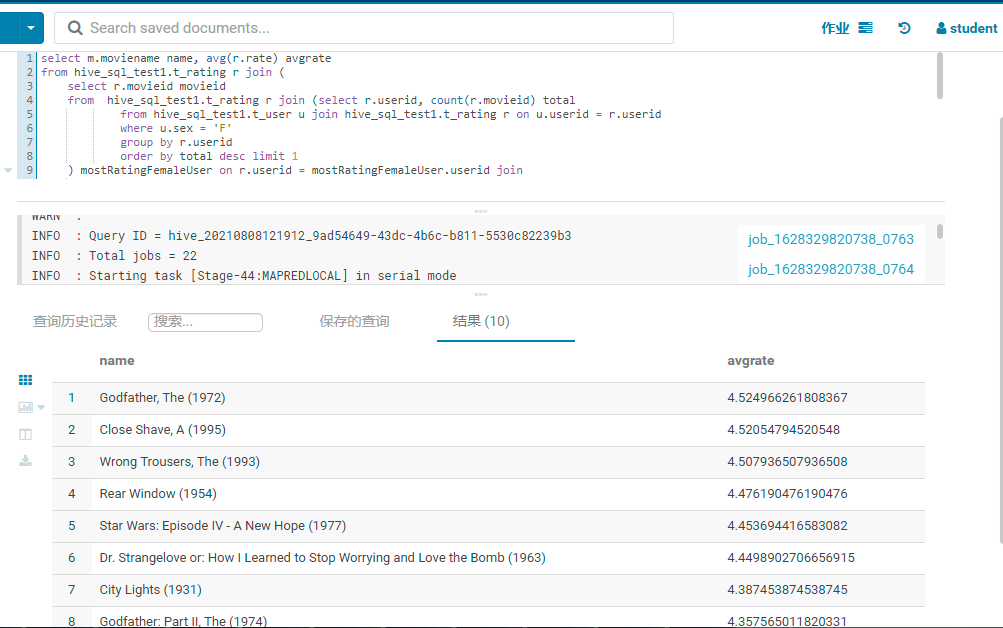 Search saved documents...
作业
student
1 select m.moviename name, avg(r.rate) avgrate
2 from hive_sql_test1.t_rating r join (
3 select r.movieid movieid
4 from hive_sql_test1.t_rating r join (select r.userid, count(r.movieid) total
5 from hive_sql_test1.t_user u join hive_sql_test1.t_rating r on u.userid = r.userid
6 where u.sex = 'F'
7 group by r.userid
8 order by total desc limit 1
9 ) mostRatingFemaleUser on r.userid = mostRatingFemaleUser.userid join
WARN :
INFO : Query ID = hive_20210808121912_9ad54649-43dc-4b6c-b811-5530c82239b3
INFO : Total jobs = 22
INFO : Starting task [Stage-44:MAPREDLOCAL] in serial mode
job_1628329820738_0763
job_1628329820738_0764
查询历史记录 搜索... 保存的查询 结果 (10)
name avgrate
1 Godfather, The (1972) 4.524966261808367
2 Close Shave, A (1995) 4.52054794520548
3 Wrong Trousers, The (1993) 4.507936507936508
4 Rear Window (1954) 4.476190476190476
5 Star Wars: Episode IV - A New Hope (1977) 4.453694416583082
6 Dr. Strangelove or: How I Learned to Stop Worrying and Love the Bomb (1963) 4.4498902706656915
7 City Lights (1931) 4.387453874538745
8 Godfather: Part II, The (1974) 4.357565011820331